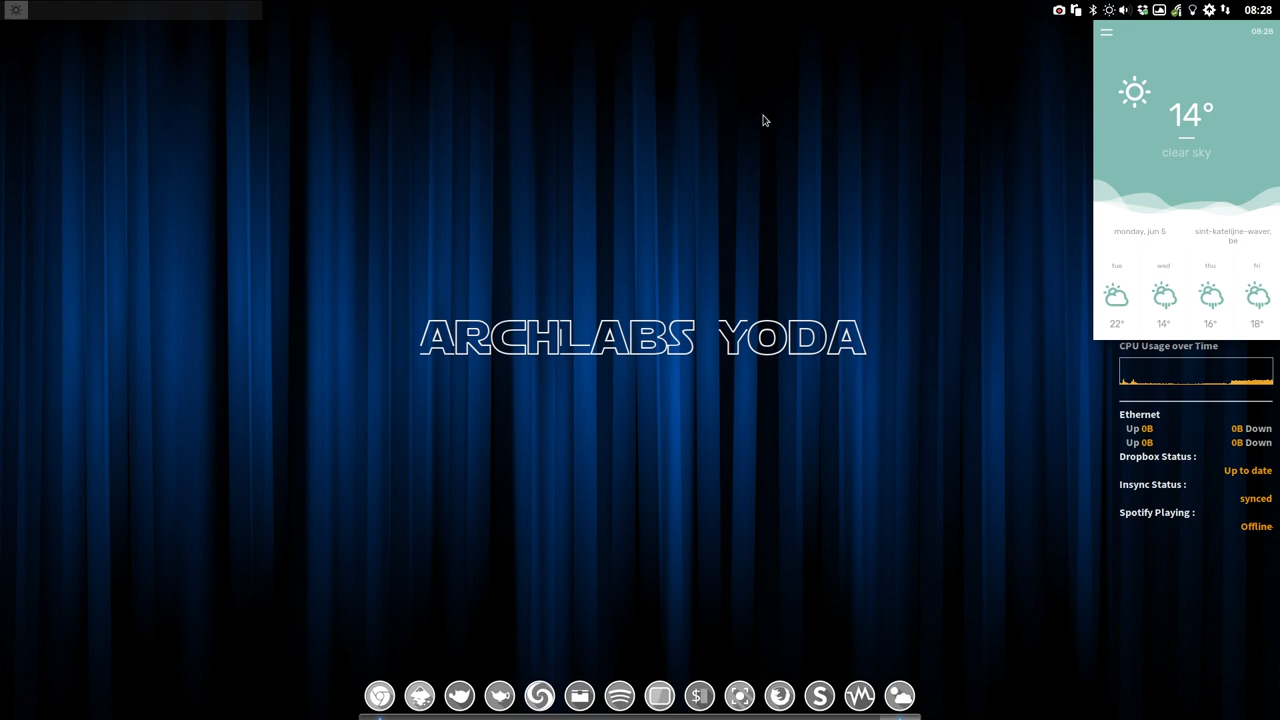 08:28
08:28
14°
clear sky
monday, jun 5
sint-katelijne-waver, be
tue wed thu fri
22° 14° 16° 18°
CPU Usage over Time
Ethernet
Up 0B 0B Down
Up 0B 0B Down
Dropbox Status :
Up to date
Insync Status :
synced
Spotify Playing :
Offline
ARCHLABS YODA
$
S